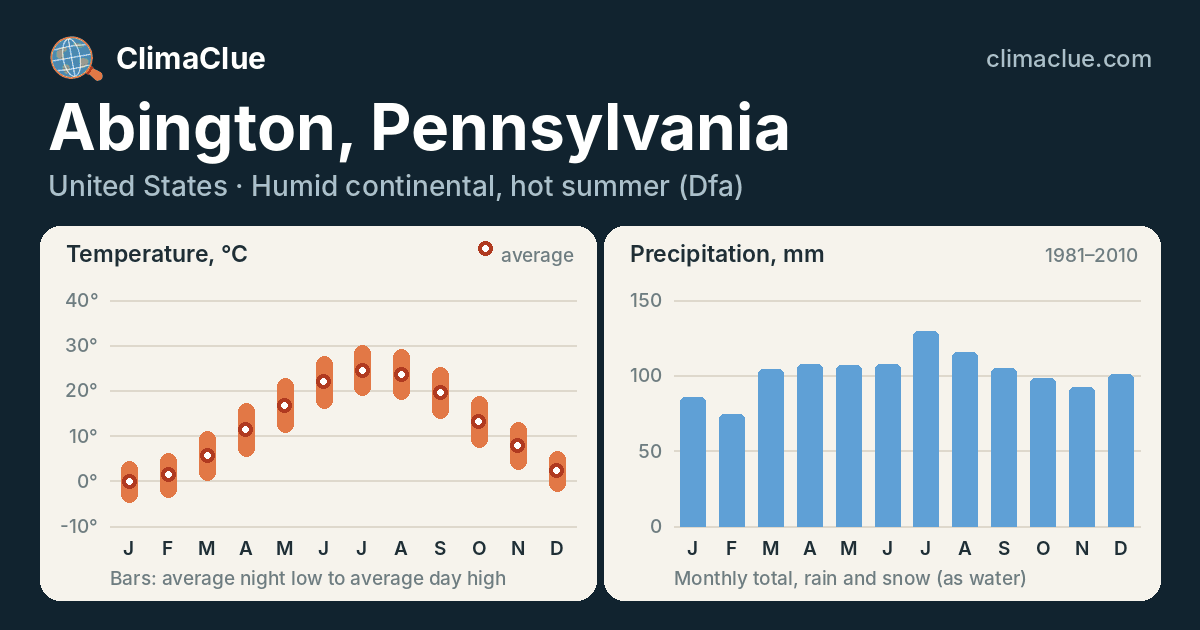 ClimaClue
climaclue.com
Abington, Pennsylvania
United States · Humid continental, hot summer (Dfa)
Temperature, °C
average
40°
30°
20°
10°
0°
-10°
J F M A M J J A S O N D
Bars: average night low to average day high
Precipitation, mm
1981–2010
150
100
50
0
J F M A M J J A S O N D
Monthly total, rain and snow (as water)